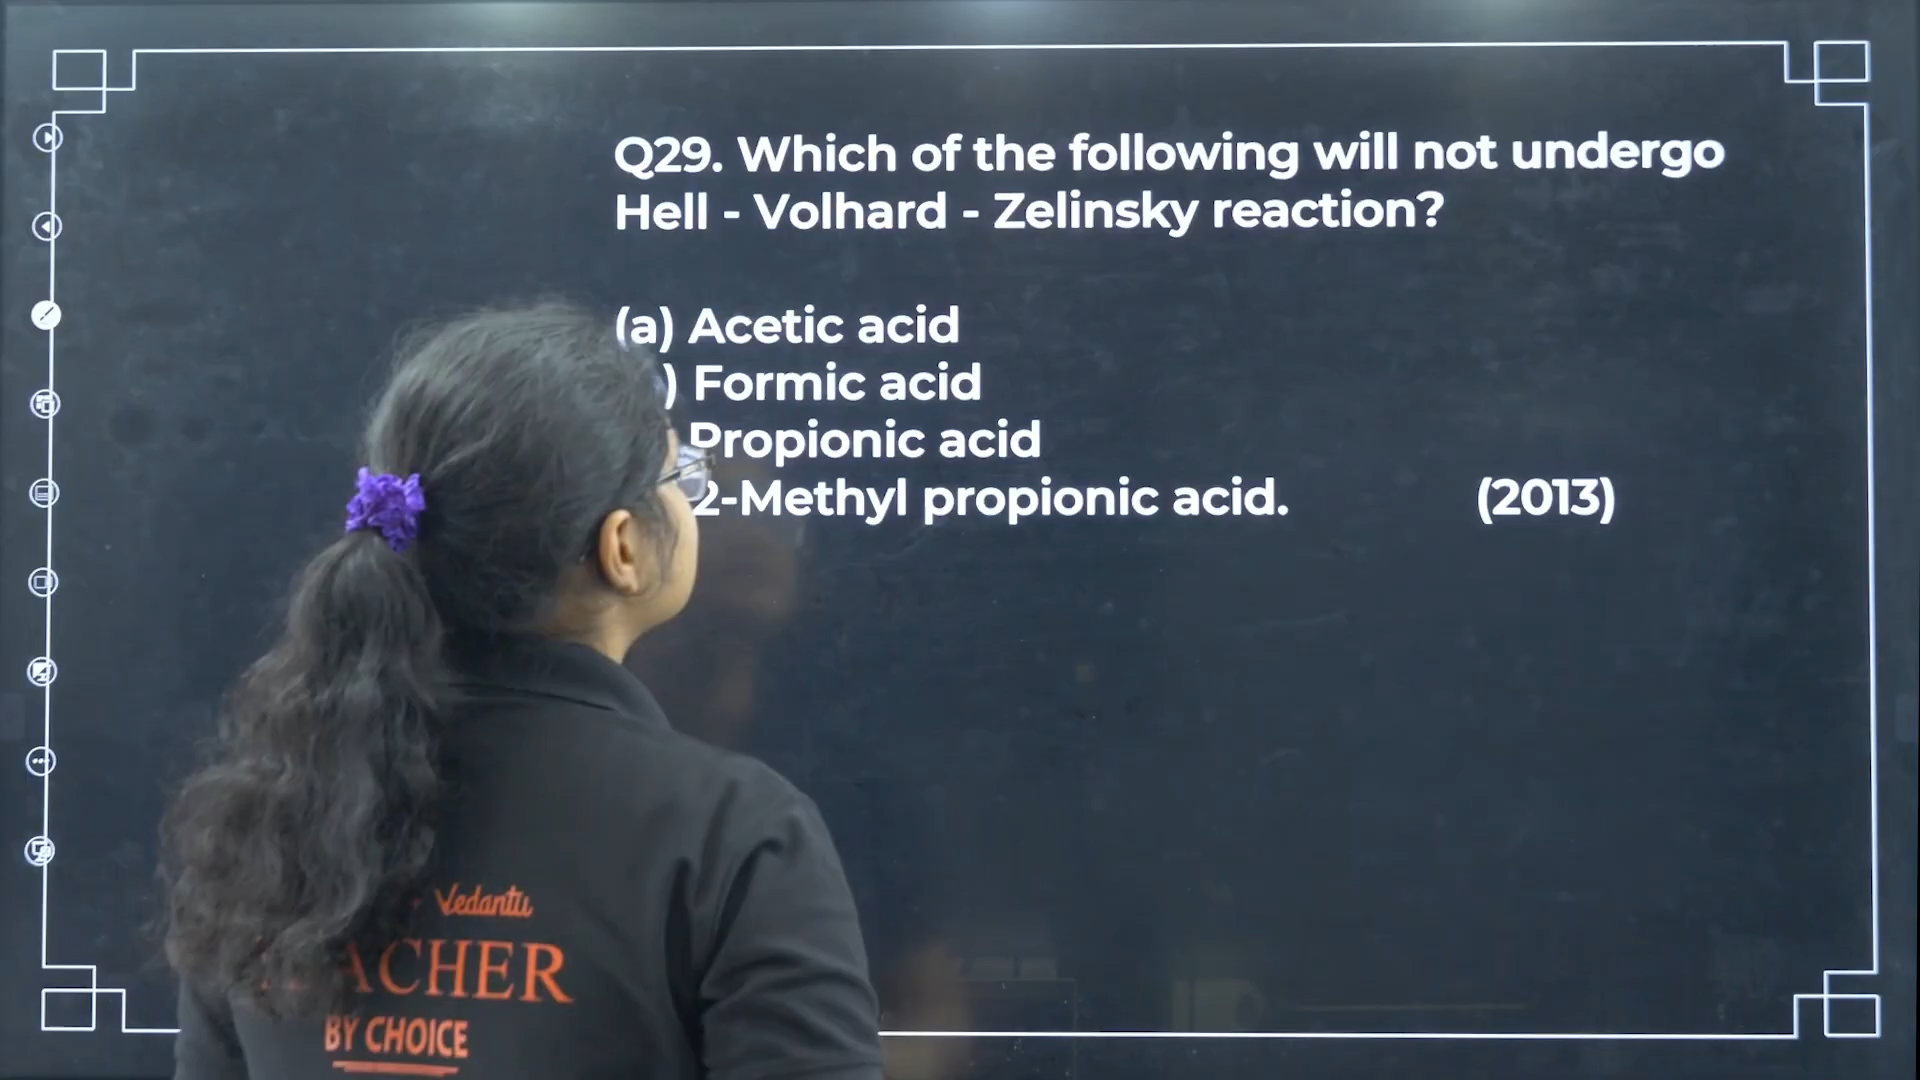 Q29. Which of the following will not undergo
Hell - Volhard - Zelinsky reaction?
(a) Acetic acid
) Formic acid
Propionic acid
2-Methyl propionic acid. (2013)
Vedantu
ACHER
BY CHOICE